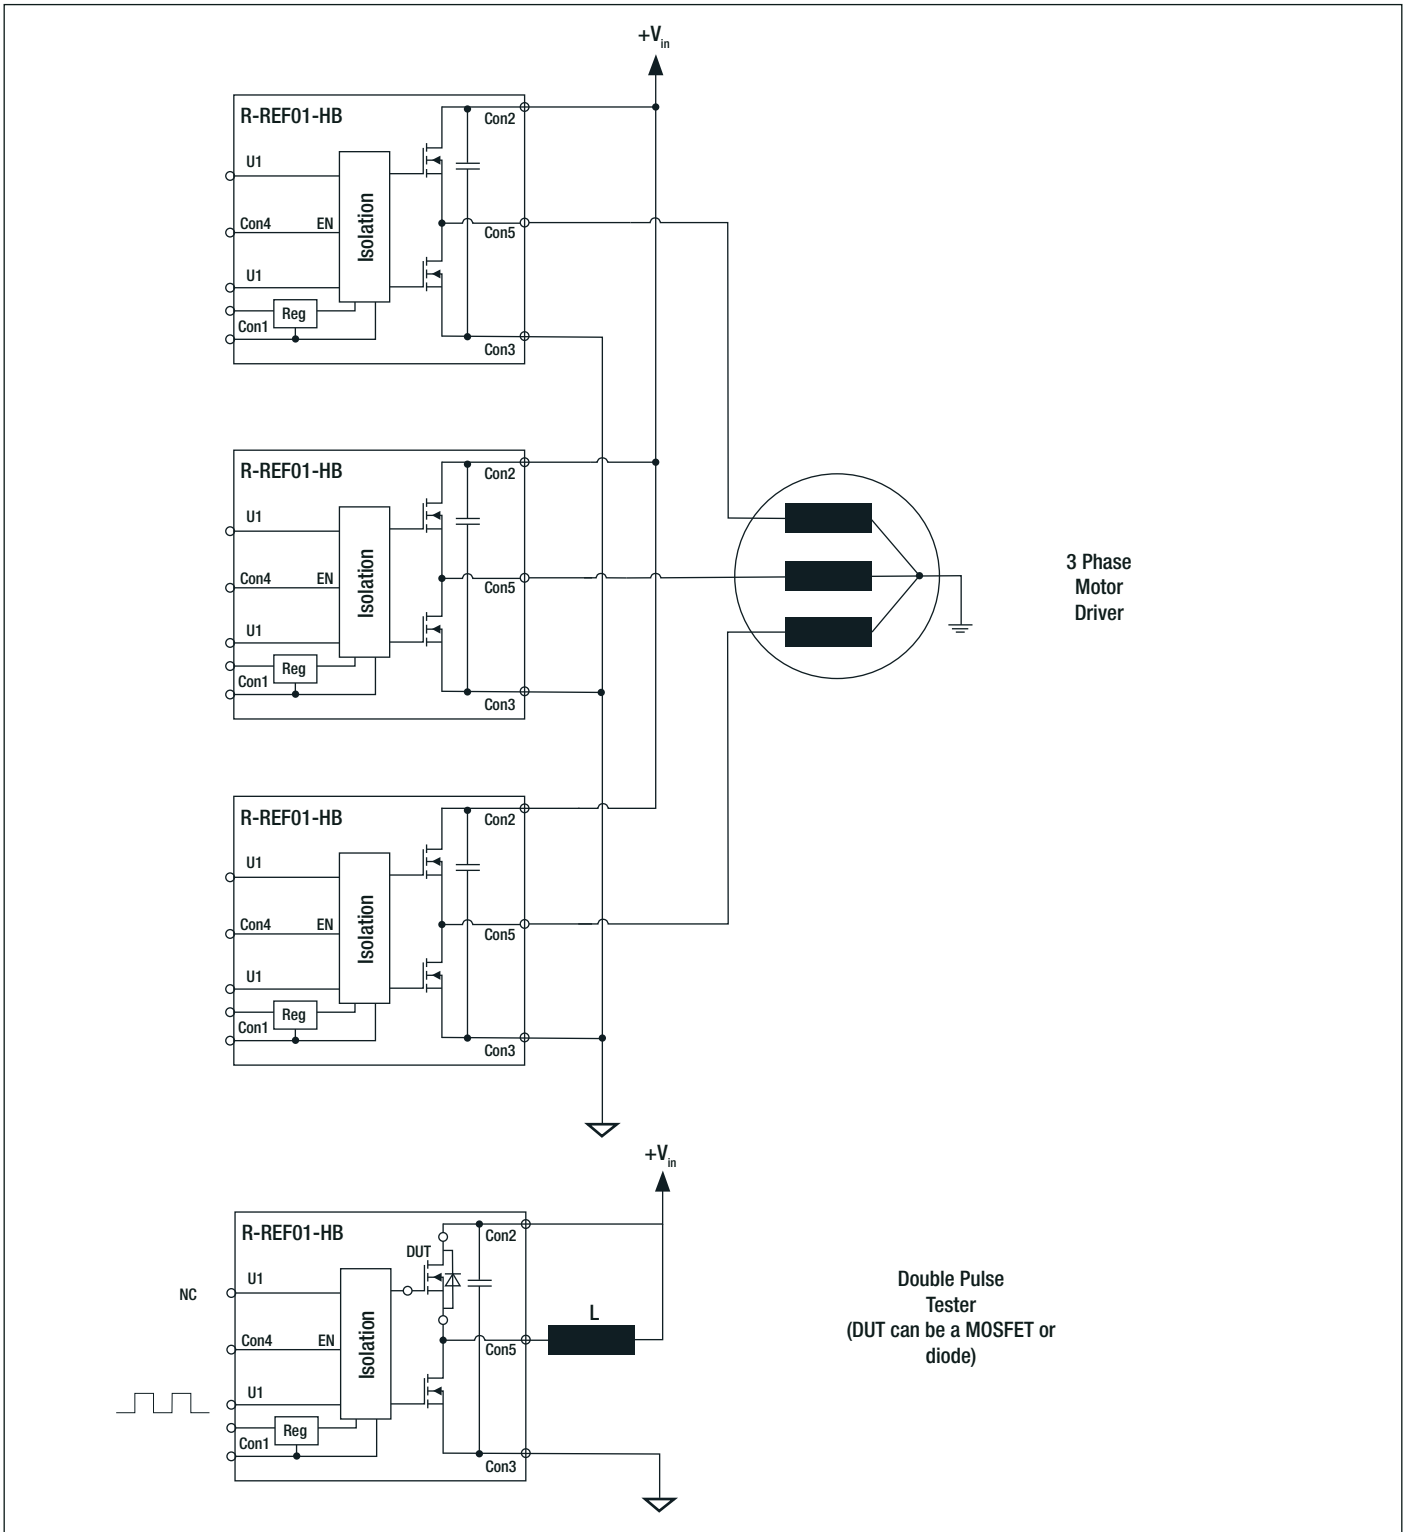 +Vin
R-REF01-HB
Con2
U1
Con4
EN
Isolation
Con5
U1
Reg
Con1
Con3
R-REF01-HB
Con2
U1
Con4
EN
Isolation
Con5
U1
Reg
Con1
Con3
3 Phase
Motor
Driver
R-REF01-HB
Con2
U1
Con4
EN
Isolation
Con5
U1
Reg
Con1
Con3
+Vin
R-REF01-HB
Con2
DUT
U1
NC
L
Con4
EN
Isolation
Con5
U1
Reg
Con1
Con3
Double Pulse
Tester
(DUT can be a MOSFET or
diode)